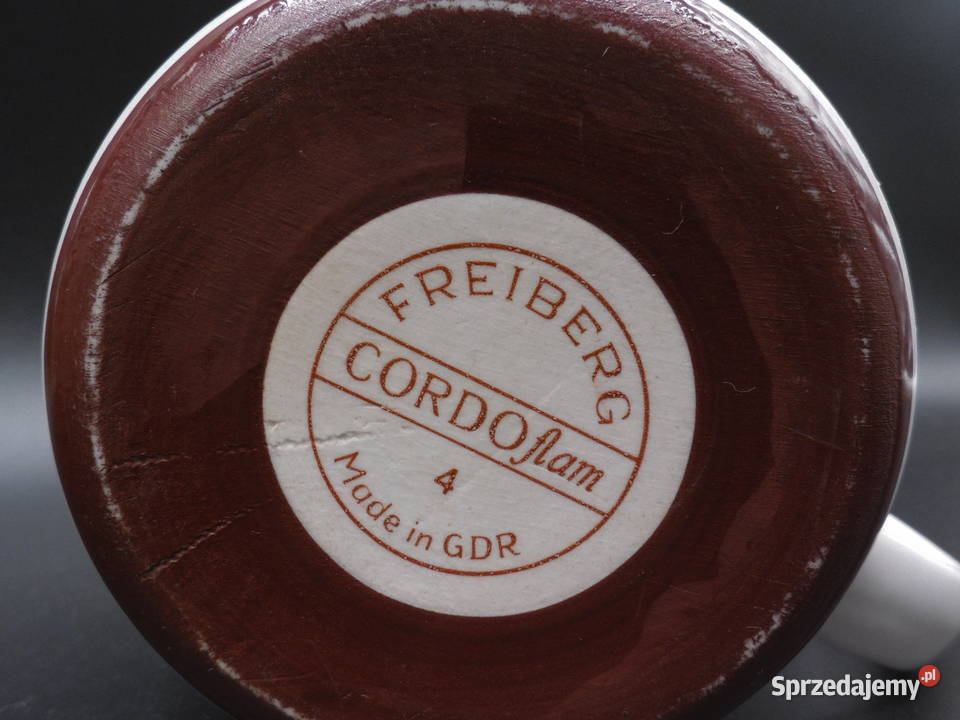 FREIBERG
CORDOflam
4
Made in GDR
Sprzedajemy.pl